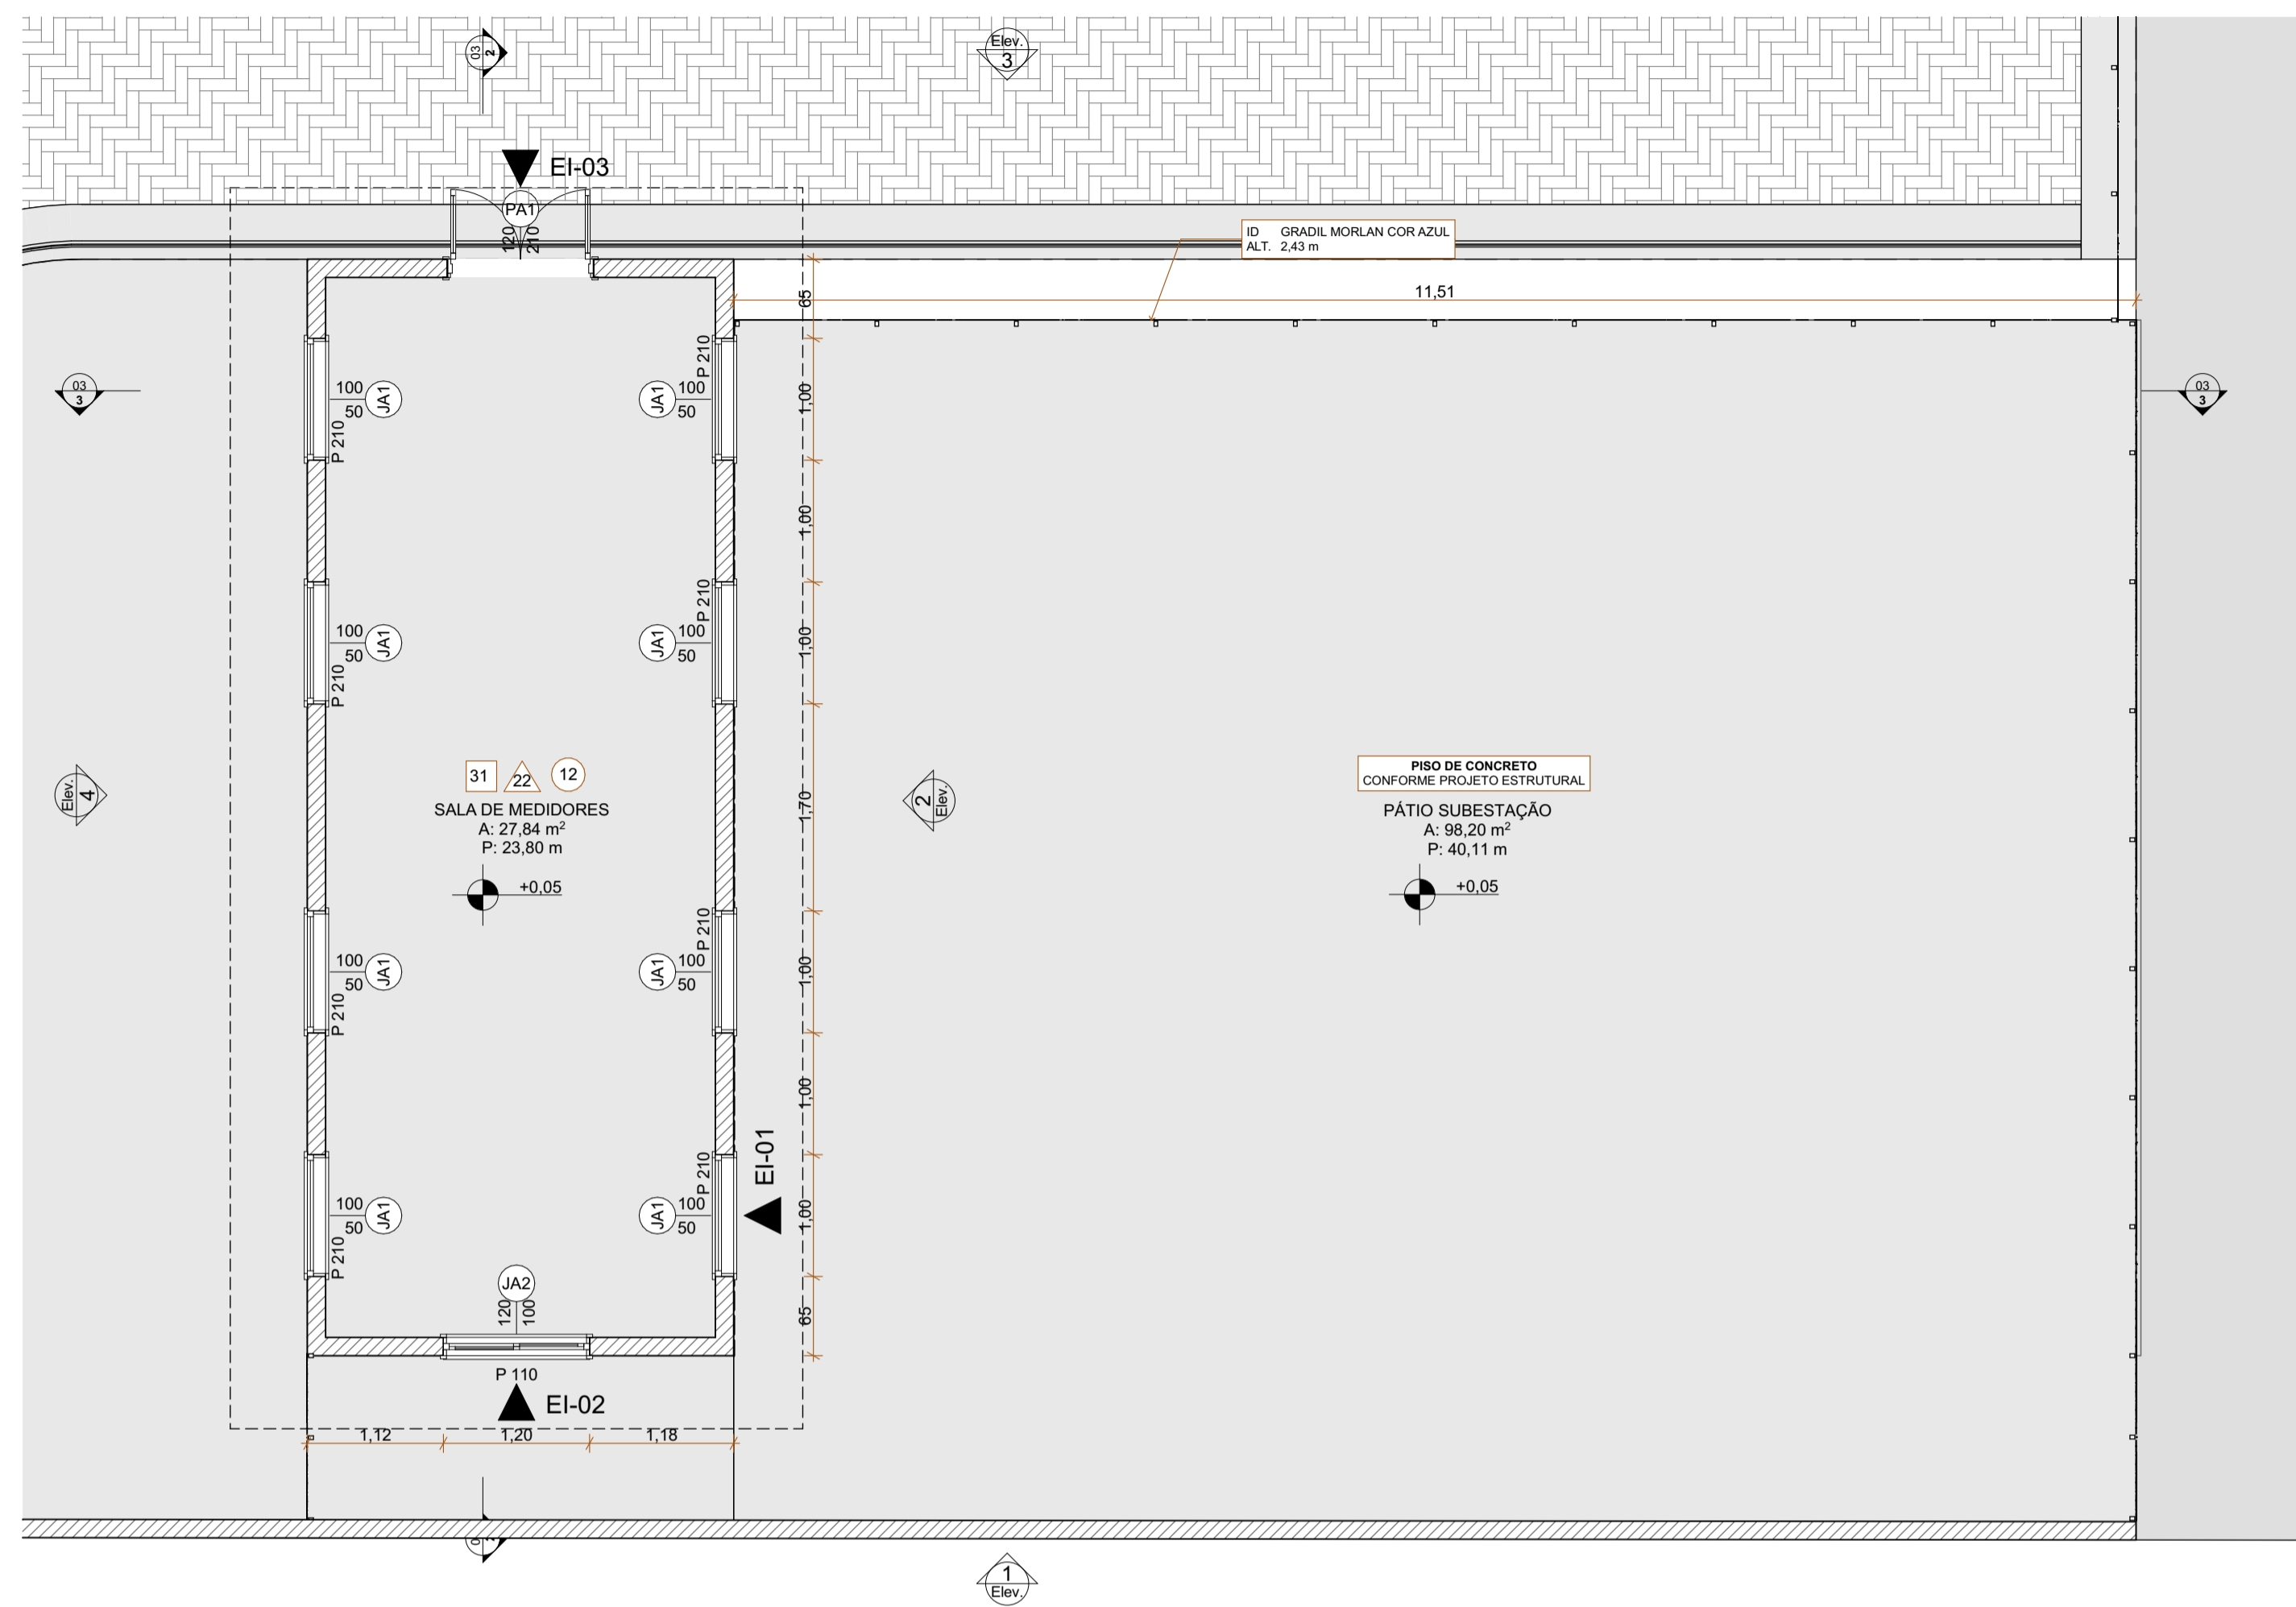 03
2
Elev.
3
EI-03
PA1
120
210
ID GRADIL MORLAN COR AZUL
ALT. 2,43 m
11,51
65
03
3
100
50
JA1
P 210
JA1
100
50
P 210
1,00
03
3
1,00
100
50
JA1
P 210
JA1
100
50
P 210
1,00
Elev.
4
31
22
12
SALA DE MEDIDORES
A: 27,84 m²
P: 23,80 m
+0,05
1,70
2
Elev.
PISO DE CONCRETO
CONFORME PROJETO ESTRUTURAL
PÁTIO SUBESTAÇÃO
A: 98,20 m²
P: 40,11 m
+0,05
100
50
JA1
P 210
JA1
100
50
P 210
1,00
1,00
EI-01
100
50
JA1
P 210
JA1
100
50
P 210
1,00
JA2
120
100
65
P 110
EI-02
1,12
1,20
1,18
1
Elev.